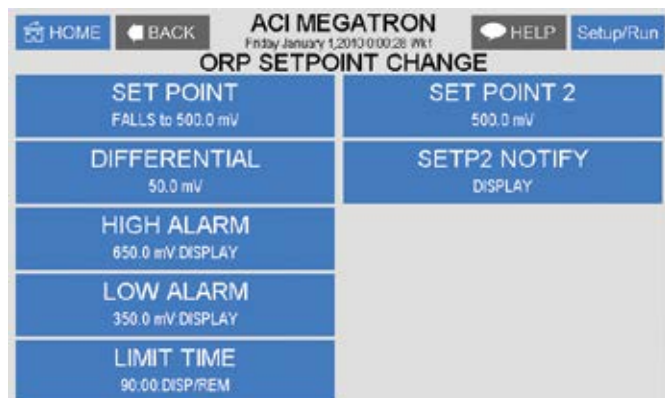 HOME
BACK
ACI MEGATRON
Friday January 1,2010 0:00:28 Wk1
HELP
Setup/Run
ORP SETPOINT CHANGE
SET POINT
FALLS to 500.0 mV
SET POINT 2
500.0 mV
DIFFERENTIAL
50.0 mV
SETP2 NOTIFY
DISPLAY
HIGH ALARM
650.0 mV:DISPLAY
LOW ALARM
350.0 mV:DISPLAY
LIMIT TIME
90:00:DISP/REM